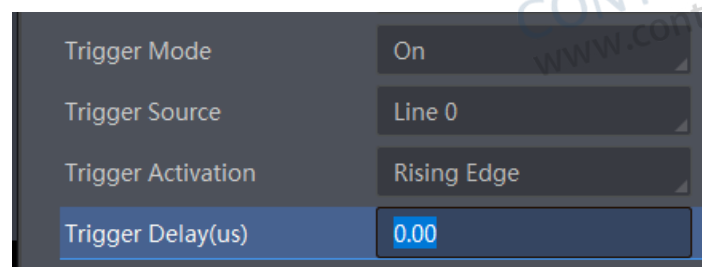 Trigger Mode On
Trigger Source Line 0
Trigger Activation Rising Edge
Trigger Delay(us) 0.00